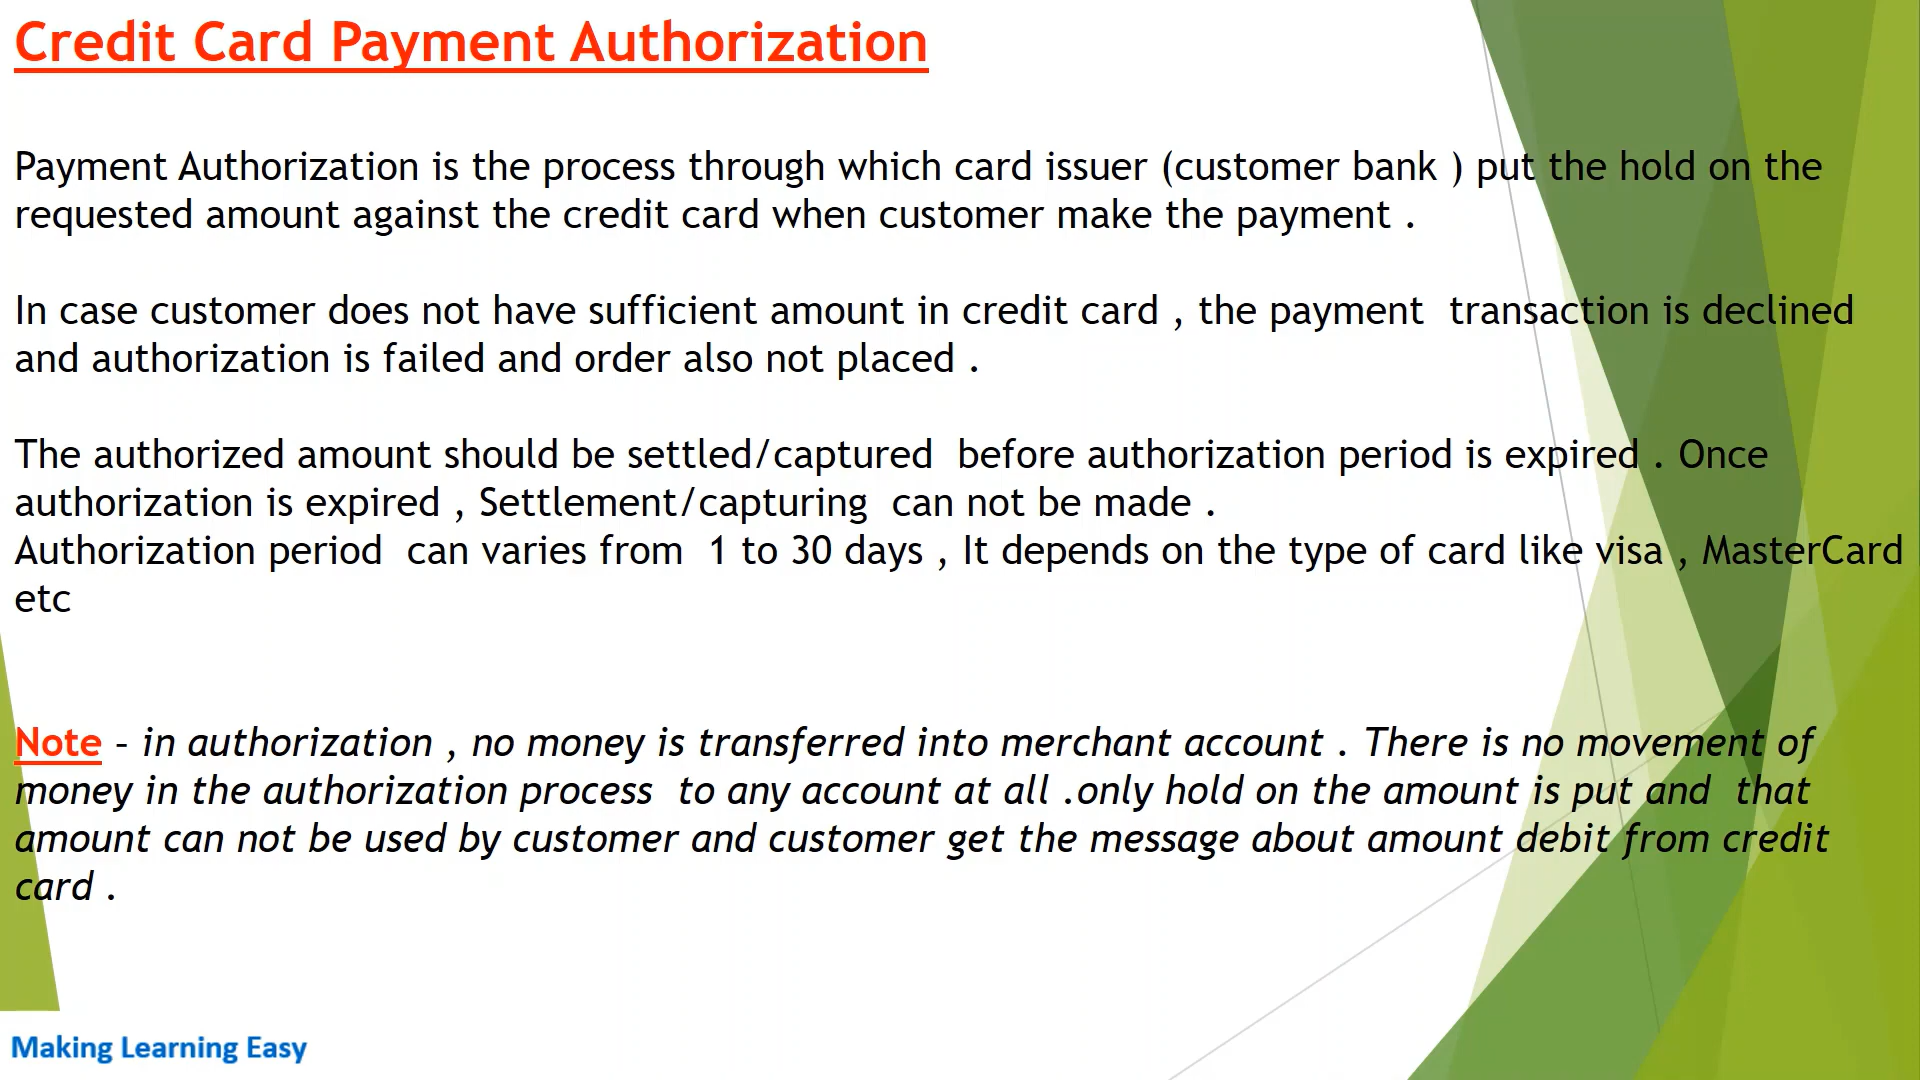 Credit Card Payment Authorization
Payment Authorization is the process through which card issuer (customer bank ) put the hold on the
requested amount against the credit card when customer make the payment .
In case customer does not have sufficient amount in credit card , the payment  transaction is declined
and authorization is failed and order also not placed .
The authorized amount should be settled/captured  before authorization period is expired . Once
authorization is expired , Settlement/capturing  can not be made .
Authorization period  can varies from  1 to 30 days , It depends on the type of card like visa , MasterCard
etc
Note – in authorization , no money is transferred into merchant account . There is no movement of
money in the authorization process  to any account at all .only hold on the amount is put and  that
amount can not be used by customer and customer get the message about amount debit from credit
card .
Making Learning Easy